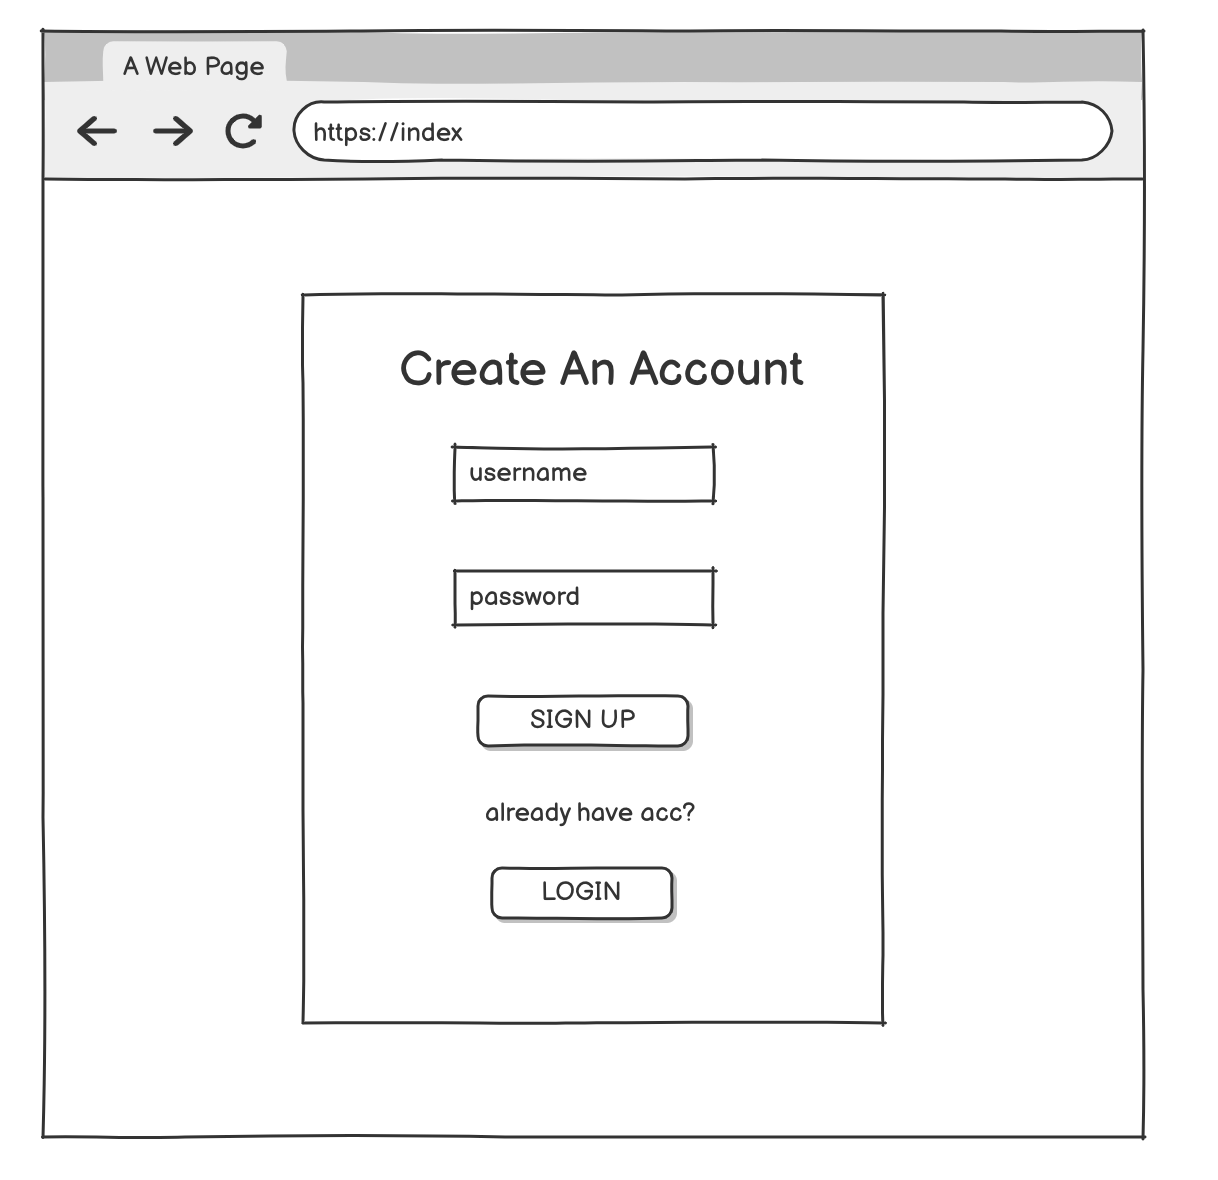 A Web Page
https://index
Create An Account
username
password
SIGN UP
already have acc?
LOGIN